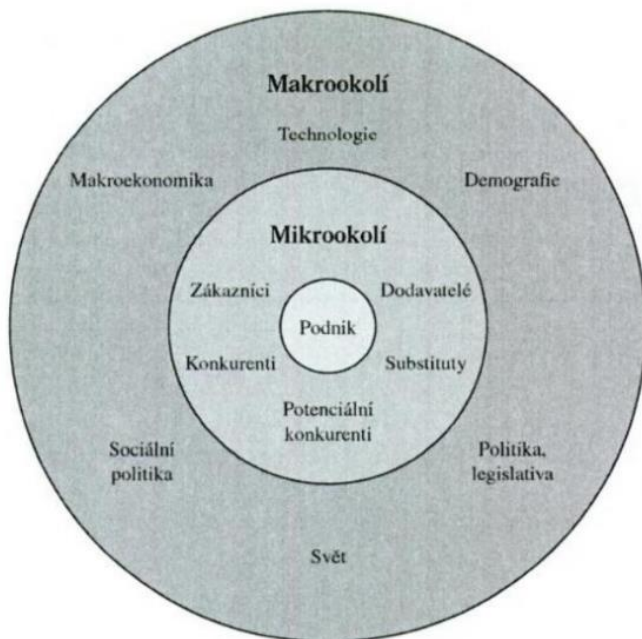 Makrookolí
Technologie
Makroekonomika
Demografie
Mikrookolí
Zákazníci
Dodavatelé
Podnik
Konkurenti
Substituty
Potenciální
konkurenti
Sociální
politika
Politika,
legislativa
Svět